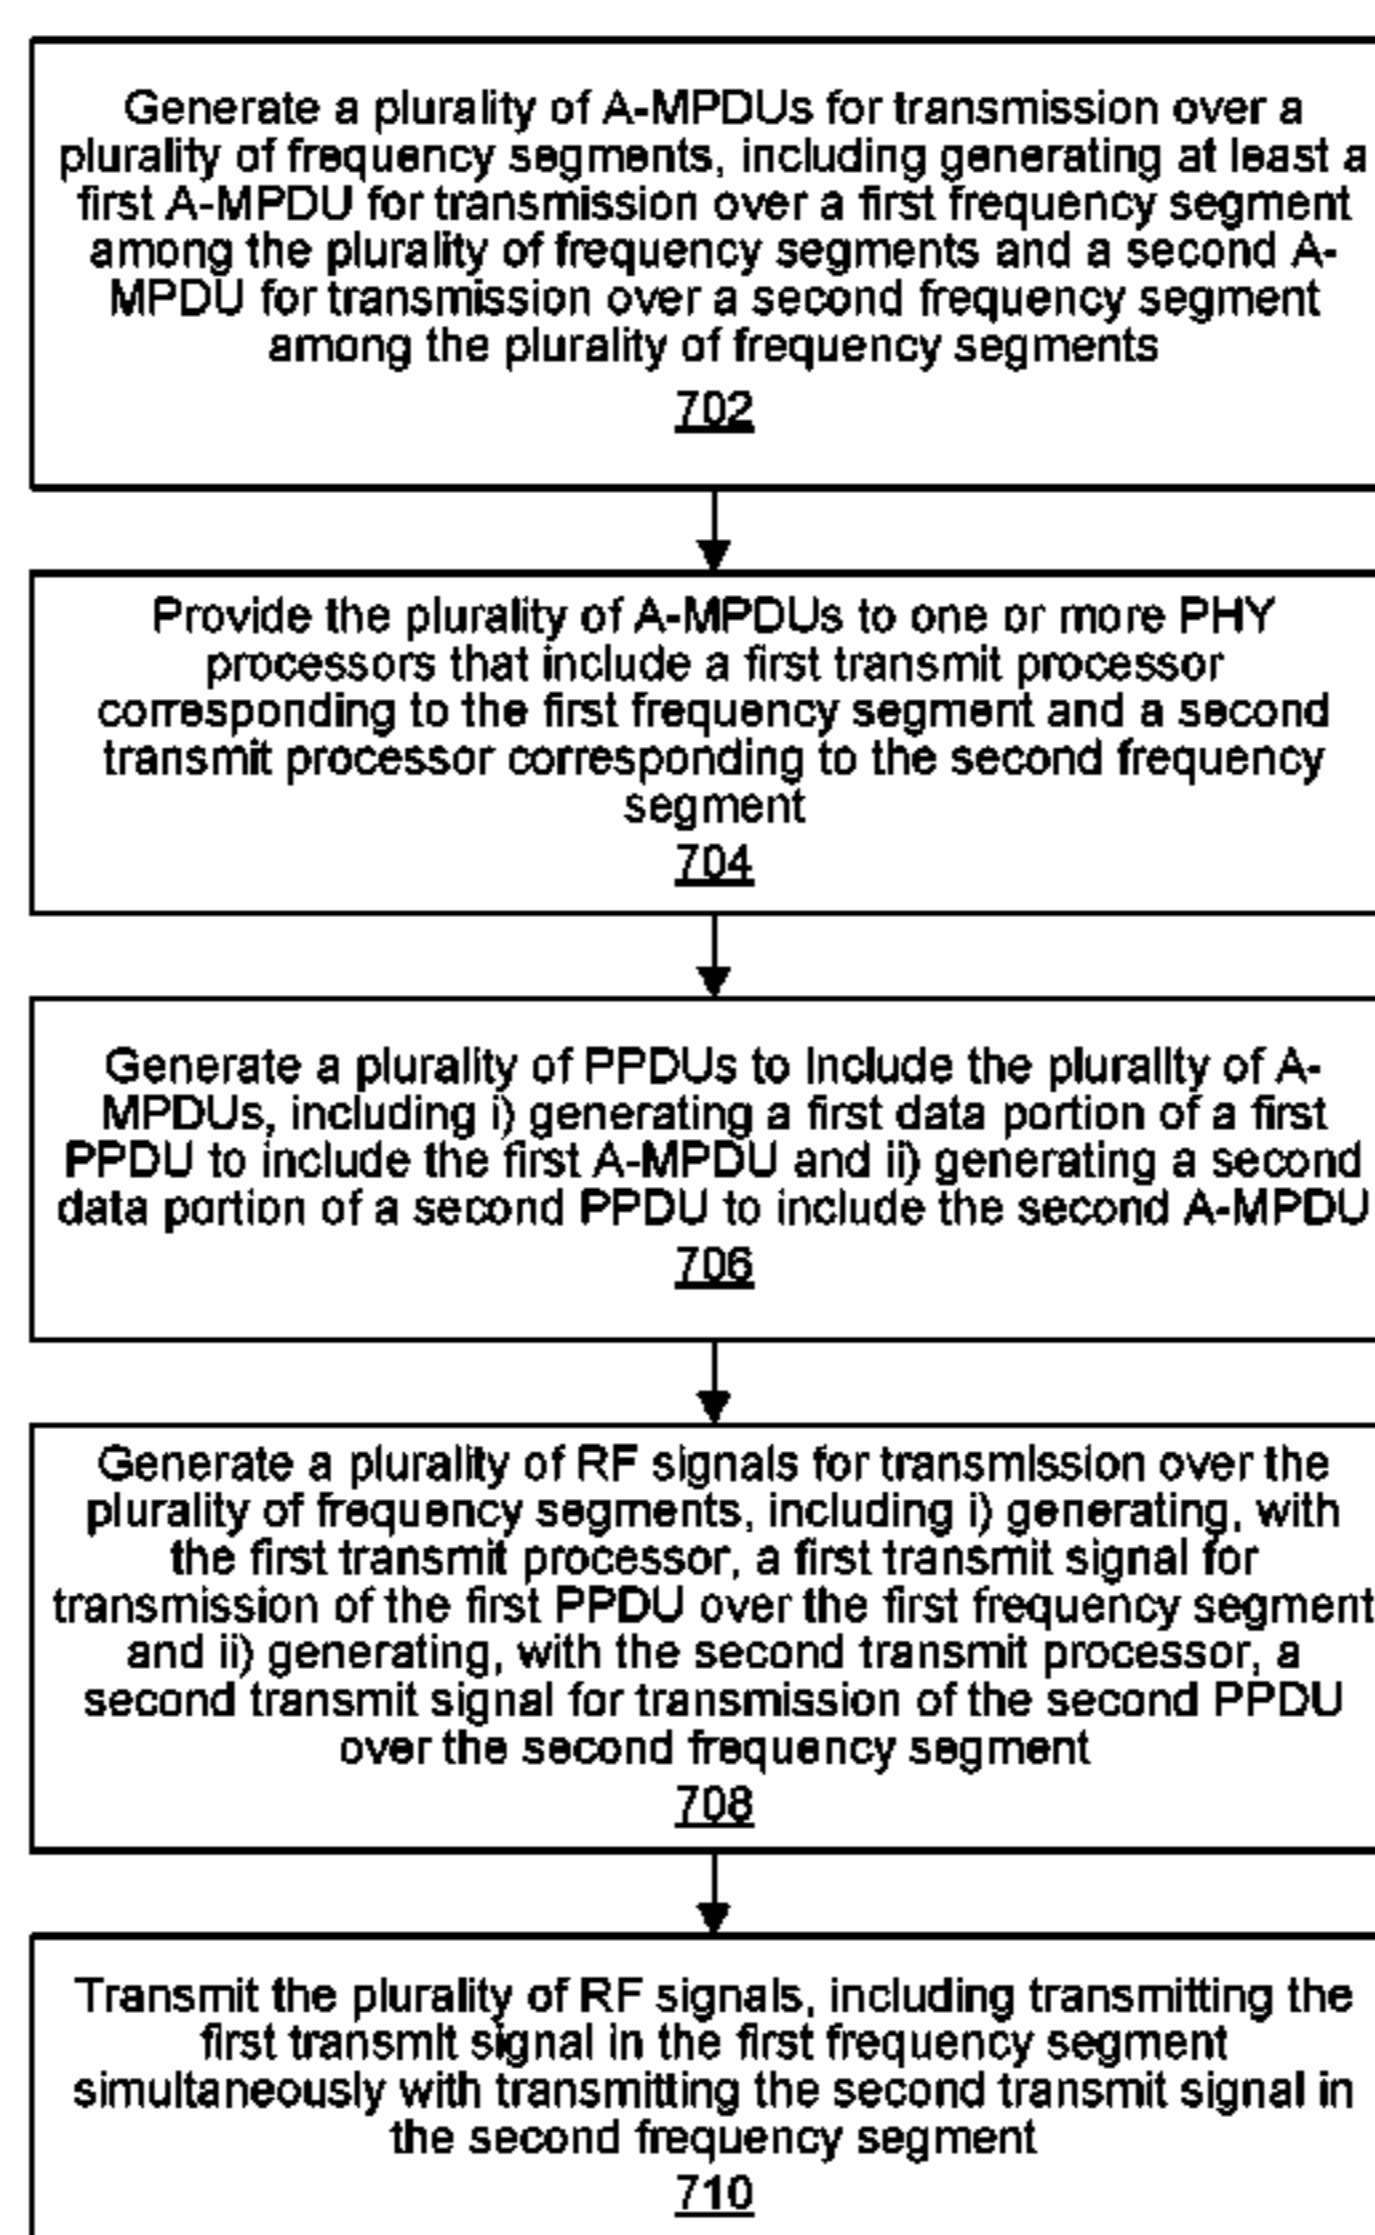 Generate a plurality of A-MPDUs for transmission over a
plurality of frequency segments, including generating at least a
first A-MPDU for transmission over a first frequency segment
among the plurality of frequency segments and a second A-
MPDU for transmission over a second frequency segment
among the plurality of frequency segments
702
Provide the plurality of A-MPDUs to one or more PHY
processors that include a first transmit processor
corresponding to the first frequency segment and a second
transmit processor corresponding to the second frequency
segment
704
Generate a plurality of PPDUs to include the plurality of A-
MPDUs, including i) generating a first data portion of a first
PPDU to include the first A-MPDU and ii) generating a second
data portion of a second PPDU to include the second A-MPDU
706
Generate a plurality of RF signals for transmission over the
plurality of frequency segments, including i) generating, with
the first transmit processor, a first transmit signal for
transmission of the first PPDU over the first frequency segment
and ii) generating, with the second transmit processor, a
second transmit signal for transmission of the second PPDU
over the second frequency segment
708
Transmit the plurality of RF signals, including transmitting the
first transmit signal in the first frequency segment
simultaneously with transmitting the second transmit signal in
the second frequency segment
710